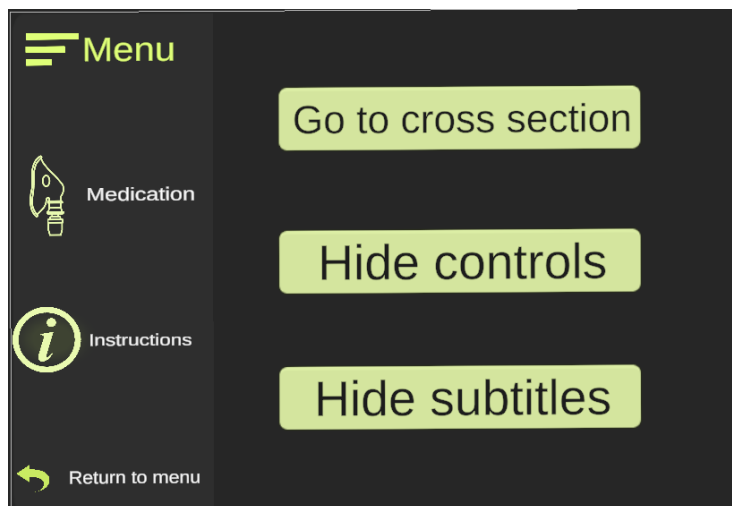 Menu
Medication
Instructions
Return to menu
Go to cross section
Hide controls
Hide subtitles